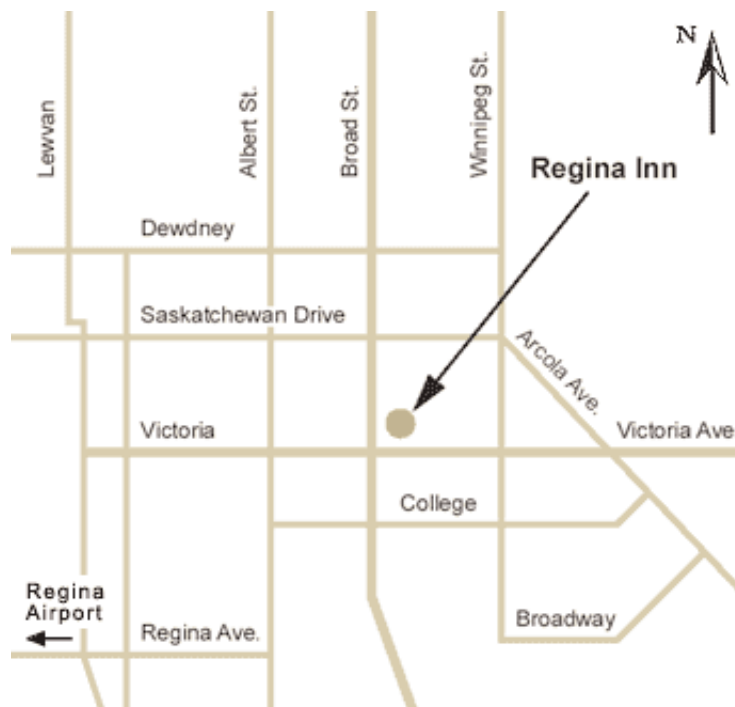 N
Lewvan
Albert St.
Broad St.
Winnipeg St.
Regina Inn
Dewdney
Saskatchewan Drive
Arcola Ave.
Victoria
Victoria Ave
College
Regina
Airport
Regina Ave.
Broadway